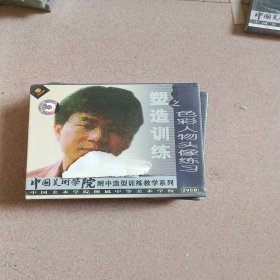 塑造训练之
色彩人物头像练习
中国美術学院 附中造型训练教学系列
中国美术学院附属中等美术学校
2VCD